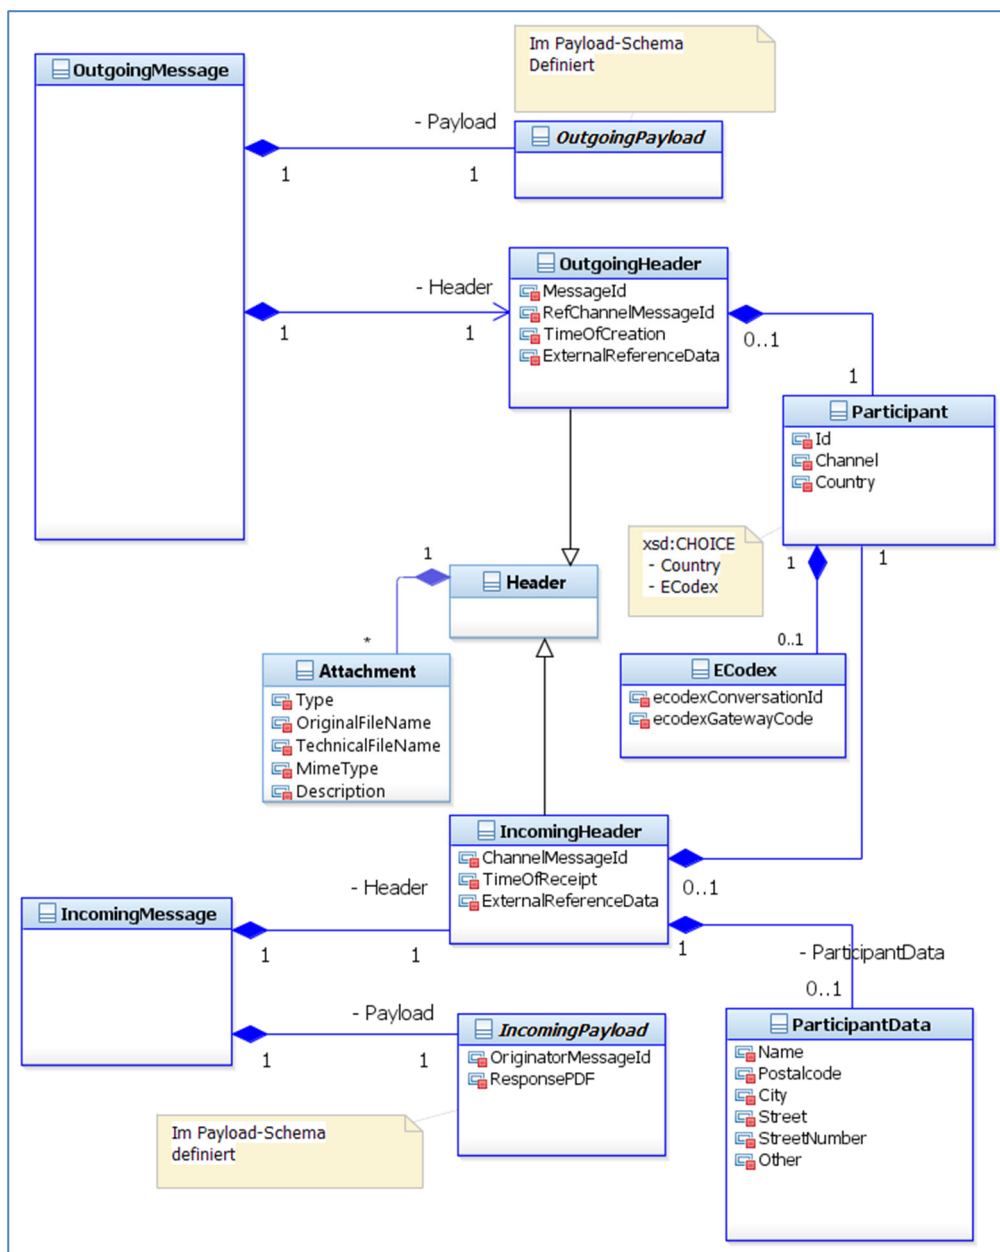 Im Payload-Schema
Definiert
OutgoingMessage
- Payload
OutgoingPayload
1
1
OutgoingHeader
- Header
MessageId
RefChannelMessageId
TimeOfCreation
ExternalReferenceData
1
1
0..1
1
Participant
Id
Channel
Country
xsd:CHOICE
- Country
- ECodex
1
1
1
Header
*
0..1
Attachment
Type
OriginalFileName
TechnicalFileName
MimeType
Description
ECodex
ecodexConversationId
ecodexGatewayCode
IncomingHeader
ChannelMessageId
TimeOfReceipt
ExternalReferenceData
- Header
0..1
IncomingMessage
1
1
1
- ParticipantData
0..1
- Payload
IncomingPayload
OriginatorMessageId
ResponsePDF
1
1
ParticipantData
Name
Postalcode
City
Street
StreetNumber
Other
Im Payload-Schema
definiert